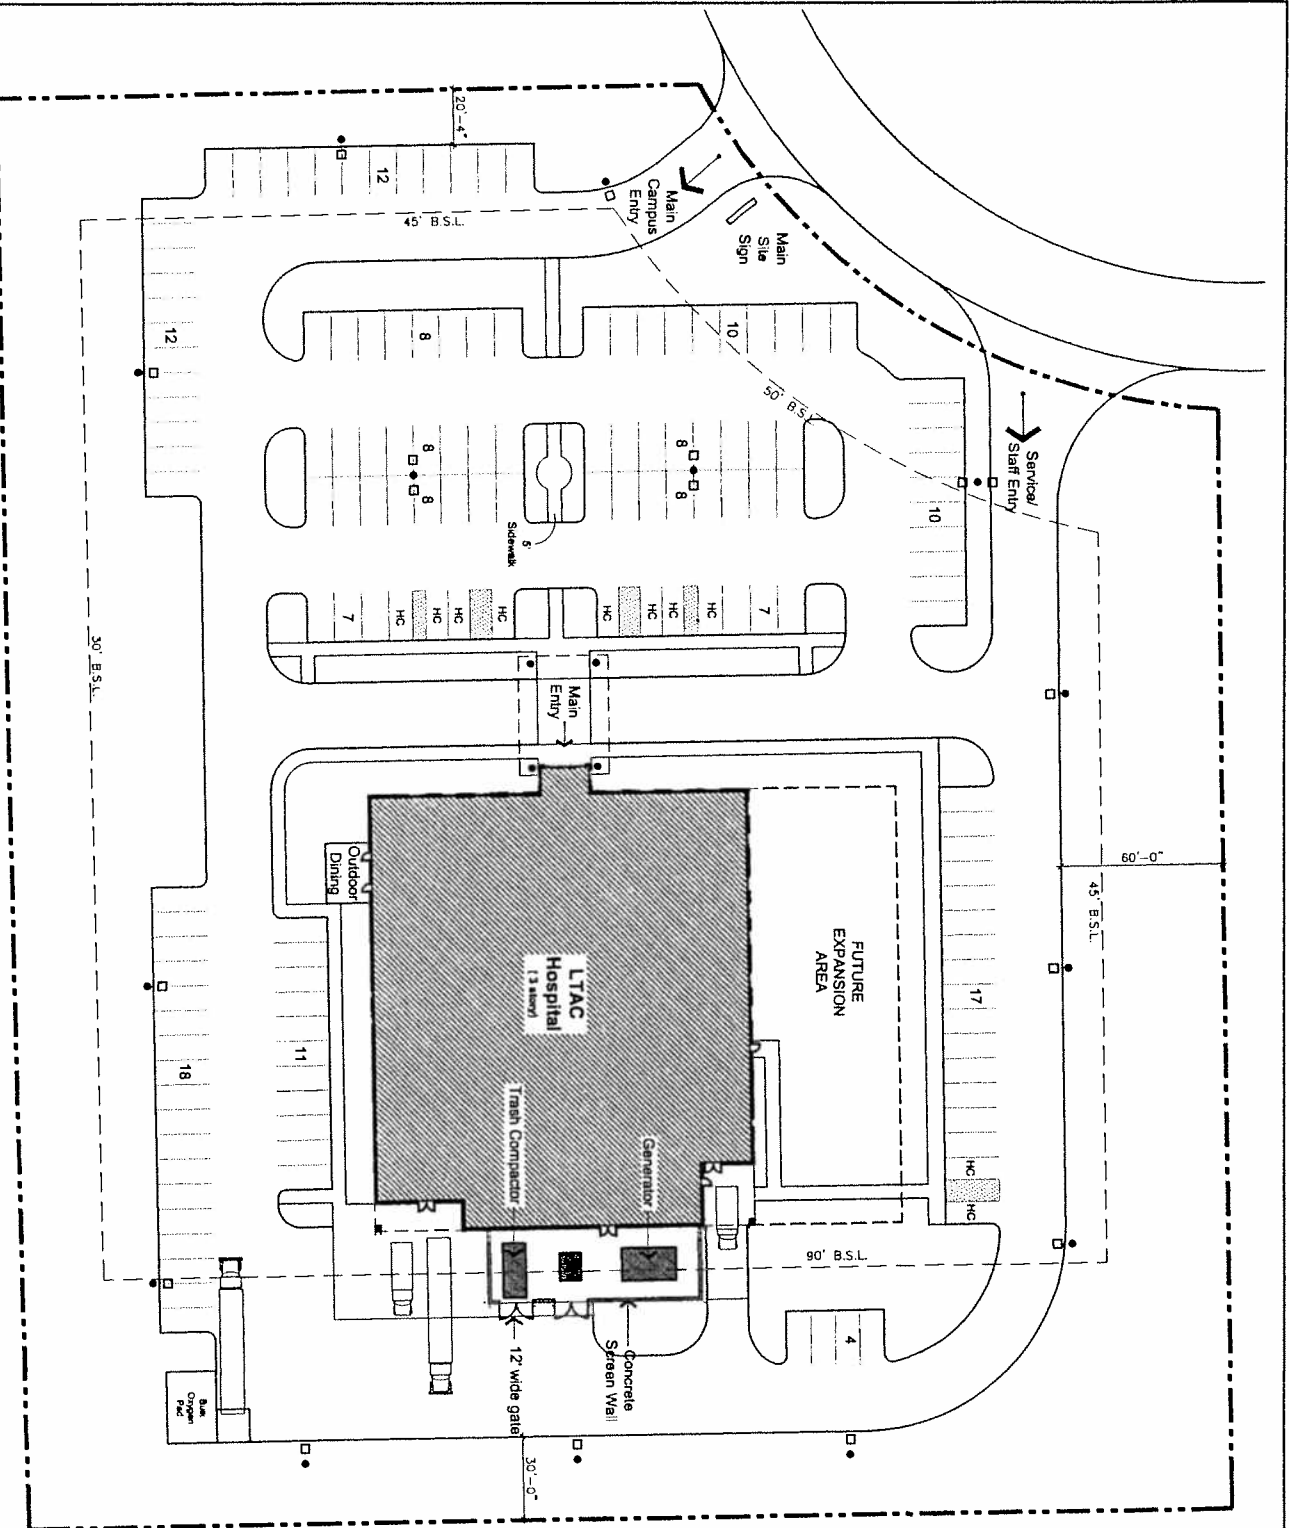 20'-4"
12
Main
Campus
Entry
Main
Site
Sign
45' B.S.L.
12
8
10
50' B.S.L.
Service/
Staff Entry
10
8
8
8
8
5'
Sidewalk
7
HC
HC
HC
HC
HC
HC
HC
HC
7
30' B.S.L.
Main
Entry
60'-0"
45' B.S.L.
Outdoor
Dining
FUTURE
EXPANSION
AREA
LTAC
Hospital
(3 story)
17
11
18
Trash Compactor
Generator
HC
HC
90' B.S.L.
4
Concrete
Screen Wall
12' wide gate
Bulk
Oxygen
Pad
30'-0"